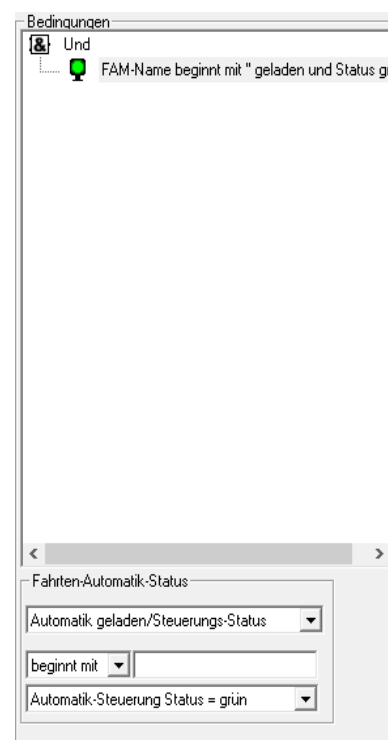 Bedingungen
& Und
FAM-Name beginnt mit '' geladen und Status
Fahrten-Automatik-Status
Automatik geladen/Steuerungs-Status
beginnt mit
Automatik-Steuerung Status = grün